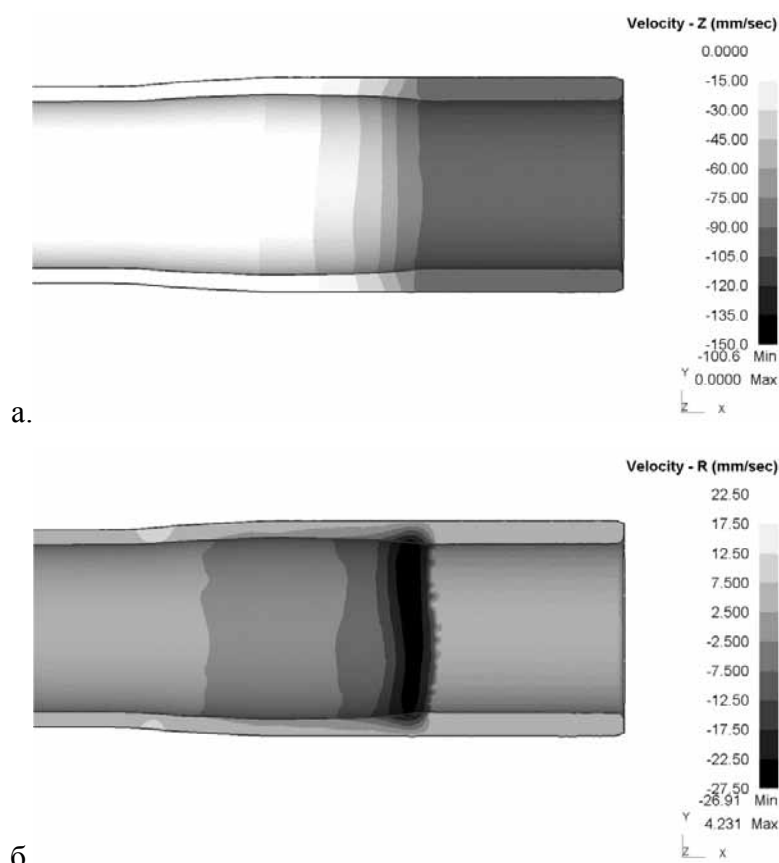 Velocity - Z (mm/sec)
0.0000
-15.00
-30.00
-45.00
-60.00
-75.00
-90.00
-105.0
-120.0
-135.0
-150.0
-100.6 Min
0.0000 Max
Y
Z X
а.
Velocity - R (mm/sec)
22.50
17.50
12.50
7.500
2.500
-2.500
-7.500
-12.50
-17.50
-22.50
-27.50
-26.91 Min
4.231 Max
Y
Z X
б